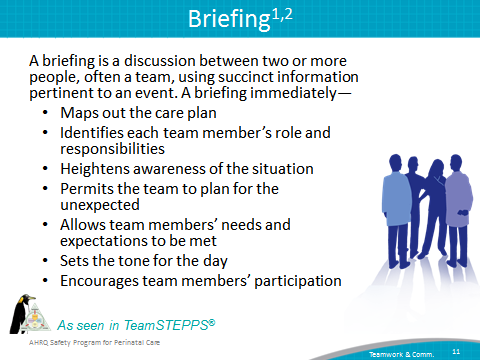 Briefing1,2
A briefing is a discussion between two or more
people, often a team, using succinct information
pertinent to an event. A briefing immediately—
• Maps out the care plan
• Identifies each team member’s role and
responsibilities
• Heightens awareness of the situation
• Permits the team to plan for the
unexpected
• Allows team members’ needs and
expectations to be met
• Sets the tone for the day
• Encourages team members’ participation
As seen in TeamSTEPPS®
AHRQ Safety Program for Perinatal Care
Teamwork & Comm. 11